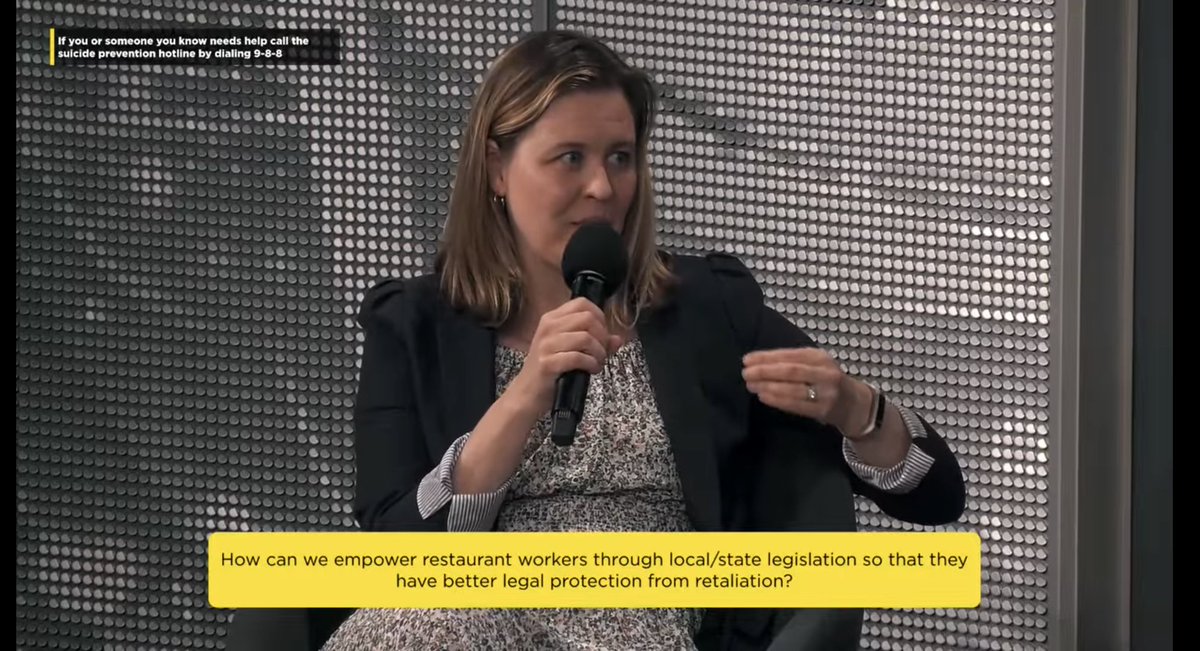 If you or someone you know needs help call the
suicide prevention hotline by dialing 9-8-8
How can we empower restaurant workers through local/state legislation so that they
have better legal protection from retaliation?